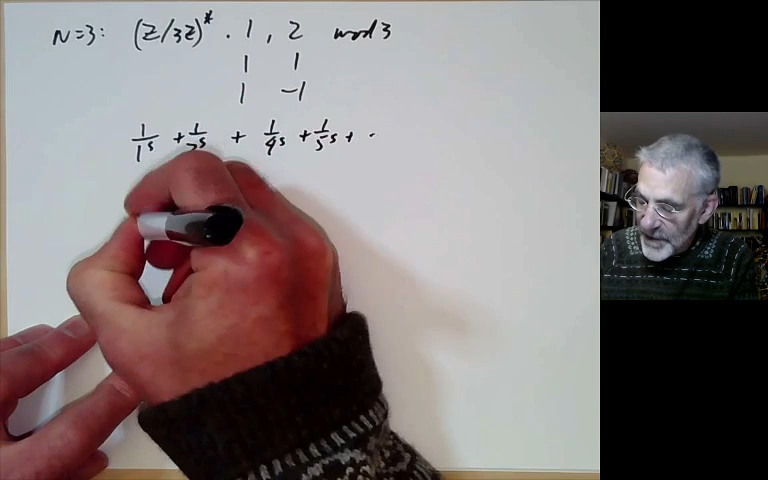 N=3: (Z/3Z)* . 1 , 2 mod 3
1 1
1 -1
1/1^s + 1/2^s + 1/4^s + 1/5^s + .